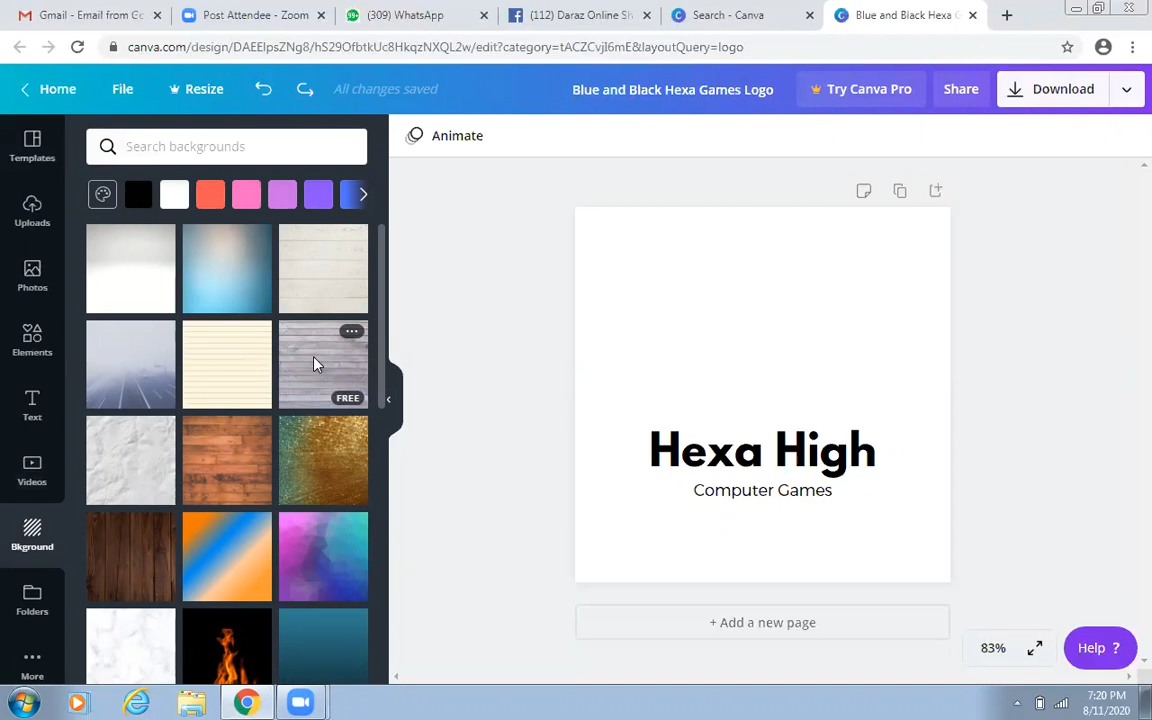 Gmail - Email from Go
Post Attendee - Zoom
(309) WhatsApp
(112) Daraz Online Sh
Search - Canva
Blue and Black Hexa G
canva.com/design/DAEEIpsZNg8/hS29OfbtkUc8HkqzNXQL2w/edit?category=tACZCvjI6mE&layoutQuery=logo
Home
File
Resize
All changes saved
Blue and Black Hexa Games Logo
Try Canva Pro
Share
Download
Templates
Search backgrounds
Animate
Uploads
Photos
Elements
FREE
Text
Hexa High
Computer Games
Videos
Bkground
Folders
+ Add a new page
83%
Help ?
More
7:20 PM
8/11/2020